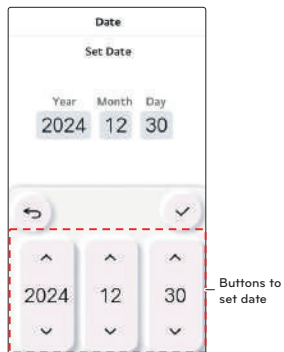 Date
Set Date
Year Month Day
2024 12 30
2024 12 30
Buttons to
set date